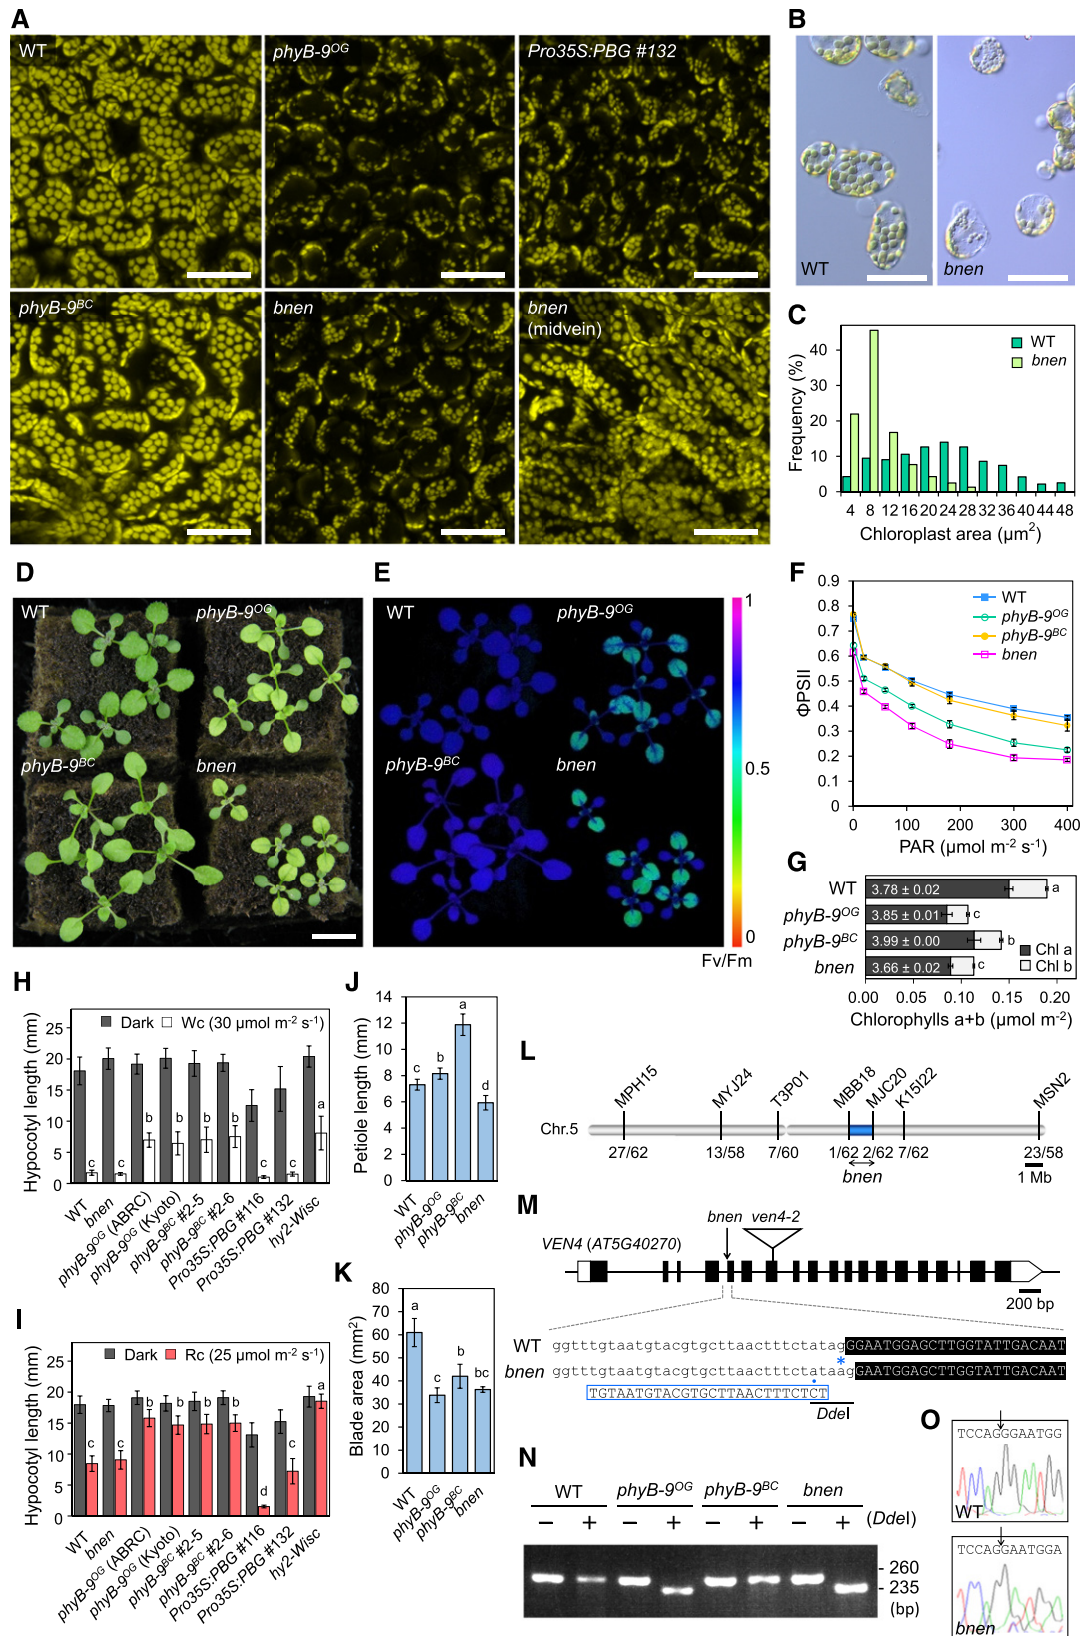 A
WT
phyB-9OG
Pro35S:PBG #132
phyB-9BC
bnen
bnen
(midvein)
B
WT
bnen
C
WT
bnen
Frequency (%)
40
30
20
10
0
4 8 12 16 20 24 28 32 36 40 44 48
Chloroplast area (µm2)
D
WT
phyB-9OG
phyB-9BC
bnen
E
WT
phyB-9OG
phyB-9BC
bnen
1
0.5
0
Fv/Fm
F
WT
phyB-9OG
phyB-9BC
bnen
ΦPSII
0.9
0.8
0.7
0.6
0.5
0.4
0.3
0.2
0.1
0
0 100 200 300 400
PAR (µmol m-2 s-1)
G
WT 3.78 ± 0.02 a
phyB-9OG 3.85 ± 0.01 c
phyB-9BC 3.99 ± 0.00 b
bnen 3.66 ± 0.02 c
Chl a
Chl b
0.00 0.05 0.10 0.15 0.20
Chlorophylls a+b (µmol m-2)
H
Dark Wc (30 µmol m-2 s-1)
Hypocotyl length (mm)
25
20
15
10
5
0
c c b b b b c c a
WT
bnen
phyB-9OG (ABRC)
phyB-9OG (Kyoto)
phyB-9BC #2-5
phyB-9BC #2-6
Pro35S:PBG #116
Pro35S:PBG #132
hy2-Wisc
I
Dark Rc (25 µmol m-2 s-1)
Hypocotyl length (mm)
25
20
15
10
5
0
c c b b b b d c a
WT
bnen
phyB-9OG (ABRC)
phyB-9OG (Kyoto)
phyB-9BC #2-5
phyB-9BC #2-6
Pro35S:PBG #116
Pro35S:PBG #132
hy2-Wisc
J
Petiole length (mm)
14
12
10
8
6
4
2
0
c b a d
WT
phyB-9OG
phyB-9BC
bnen
K
Blade area (mm2)
80
70
60
50
40
30
20
10
0
a c b bc
WT
phyB-9OG
phyB-9BC
bnen
L
MPH15 MYJ24 T3P01 MBB18 MJC20 K15I22 MSN2
Chr.5
27/62 13/58 7/60 1/62 2/62 7/62 23/58
bnen
1 Mb
M
bnen ven4-2
VEN4 (AT5G40270)
200 bp
WT ggtttgtaatgtacgtgcttaactttctatagGGAATGGAGCTTGGTATTGACAAT
*
bnen ggtttgtaatgtacgtgcttaactttctataagGAATGGAGCTTGGTATTGACAAT
TGTAATGTACGTGCTTAACTTTCTCT
DdeI
N
WT phyB-9OG phyB-9BC bnen
− + − + − + − + (DdeI)
- 260
- 235
(bp)
O
TCCAGGGAATGG
WT
TCCAGGAATGGA
bnen